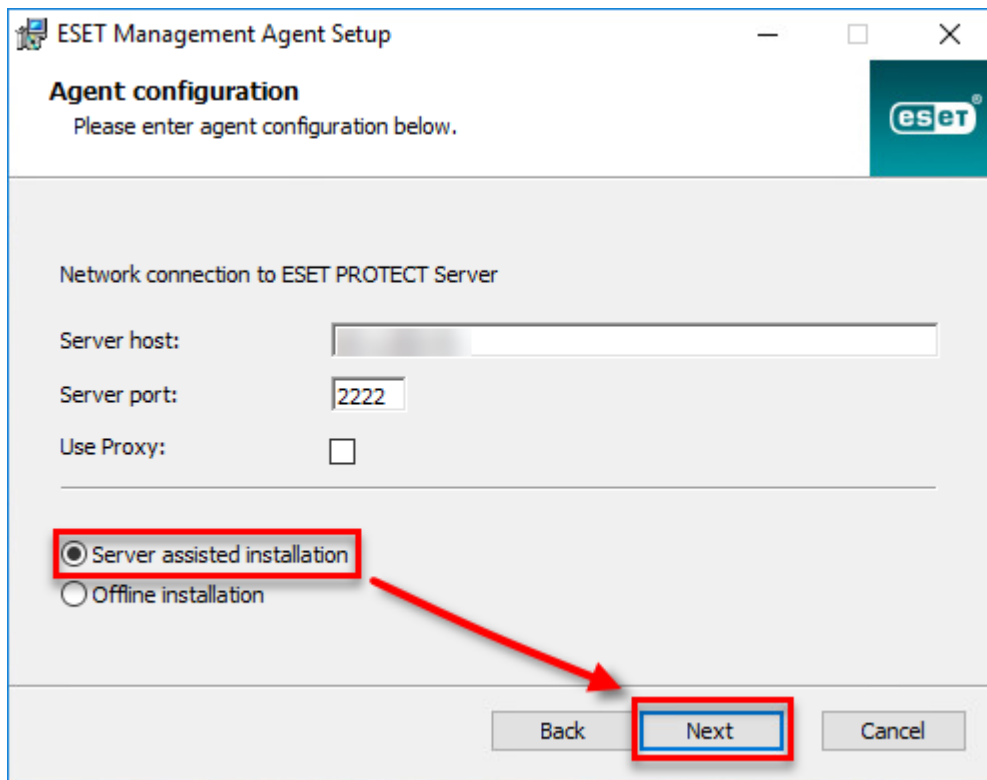 ESET Management Agent Setup
Agent configuration
Please enter agent configuration below.
eseT®
Network connection to ESET PROTECT Server
Server host:
Server port: 2222
Use Proxy:
Server assisted installation
Offline installation
Back Next Cancel